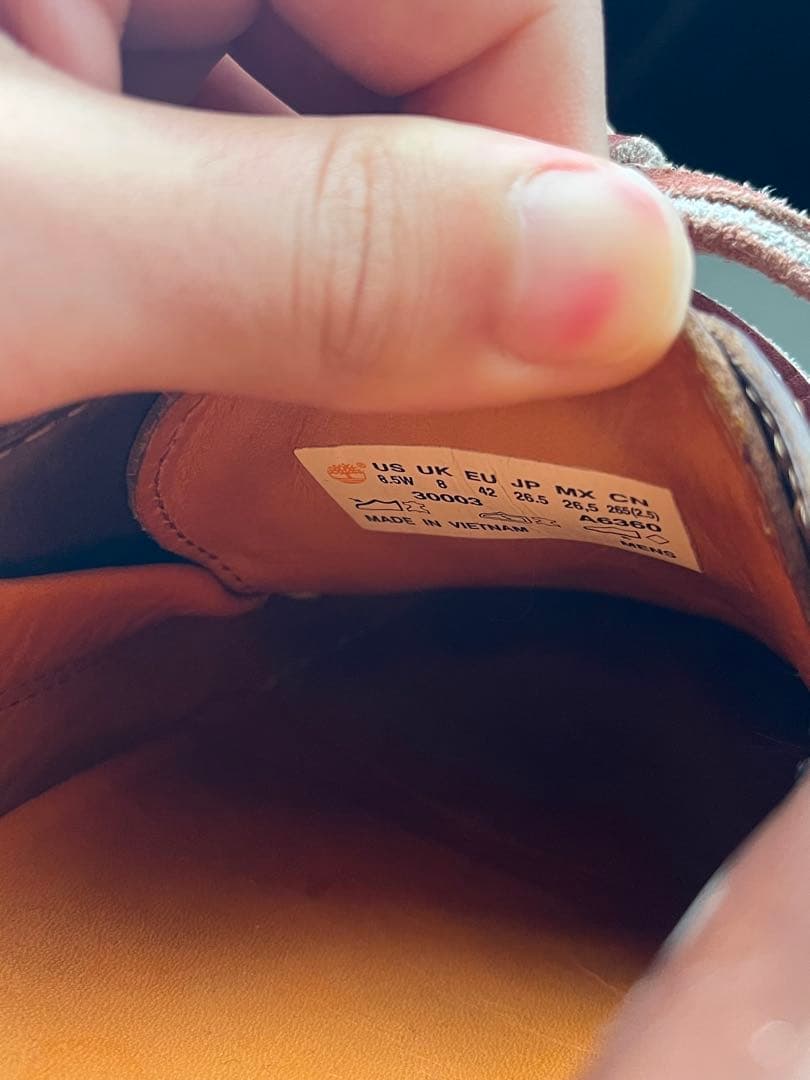 US UK EU JP MX CN
8.5W 8 42 26.5 26,5 265(2.5)
30003 A6360
MADE IN VIETNAM MENS